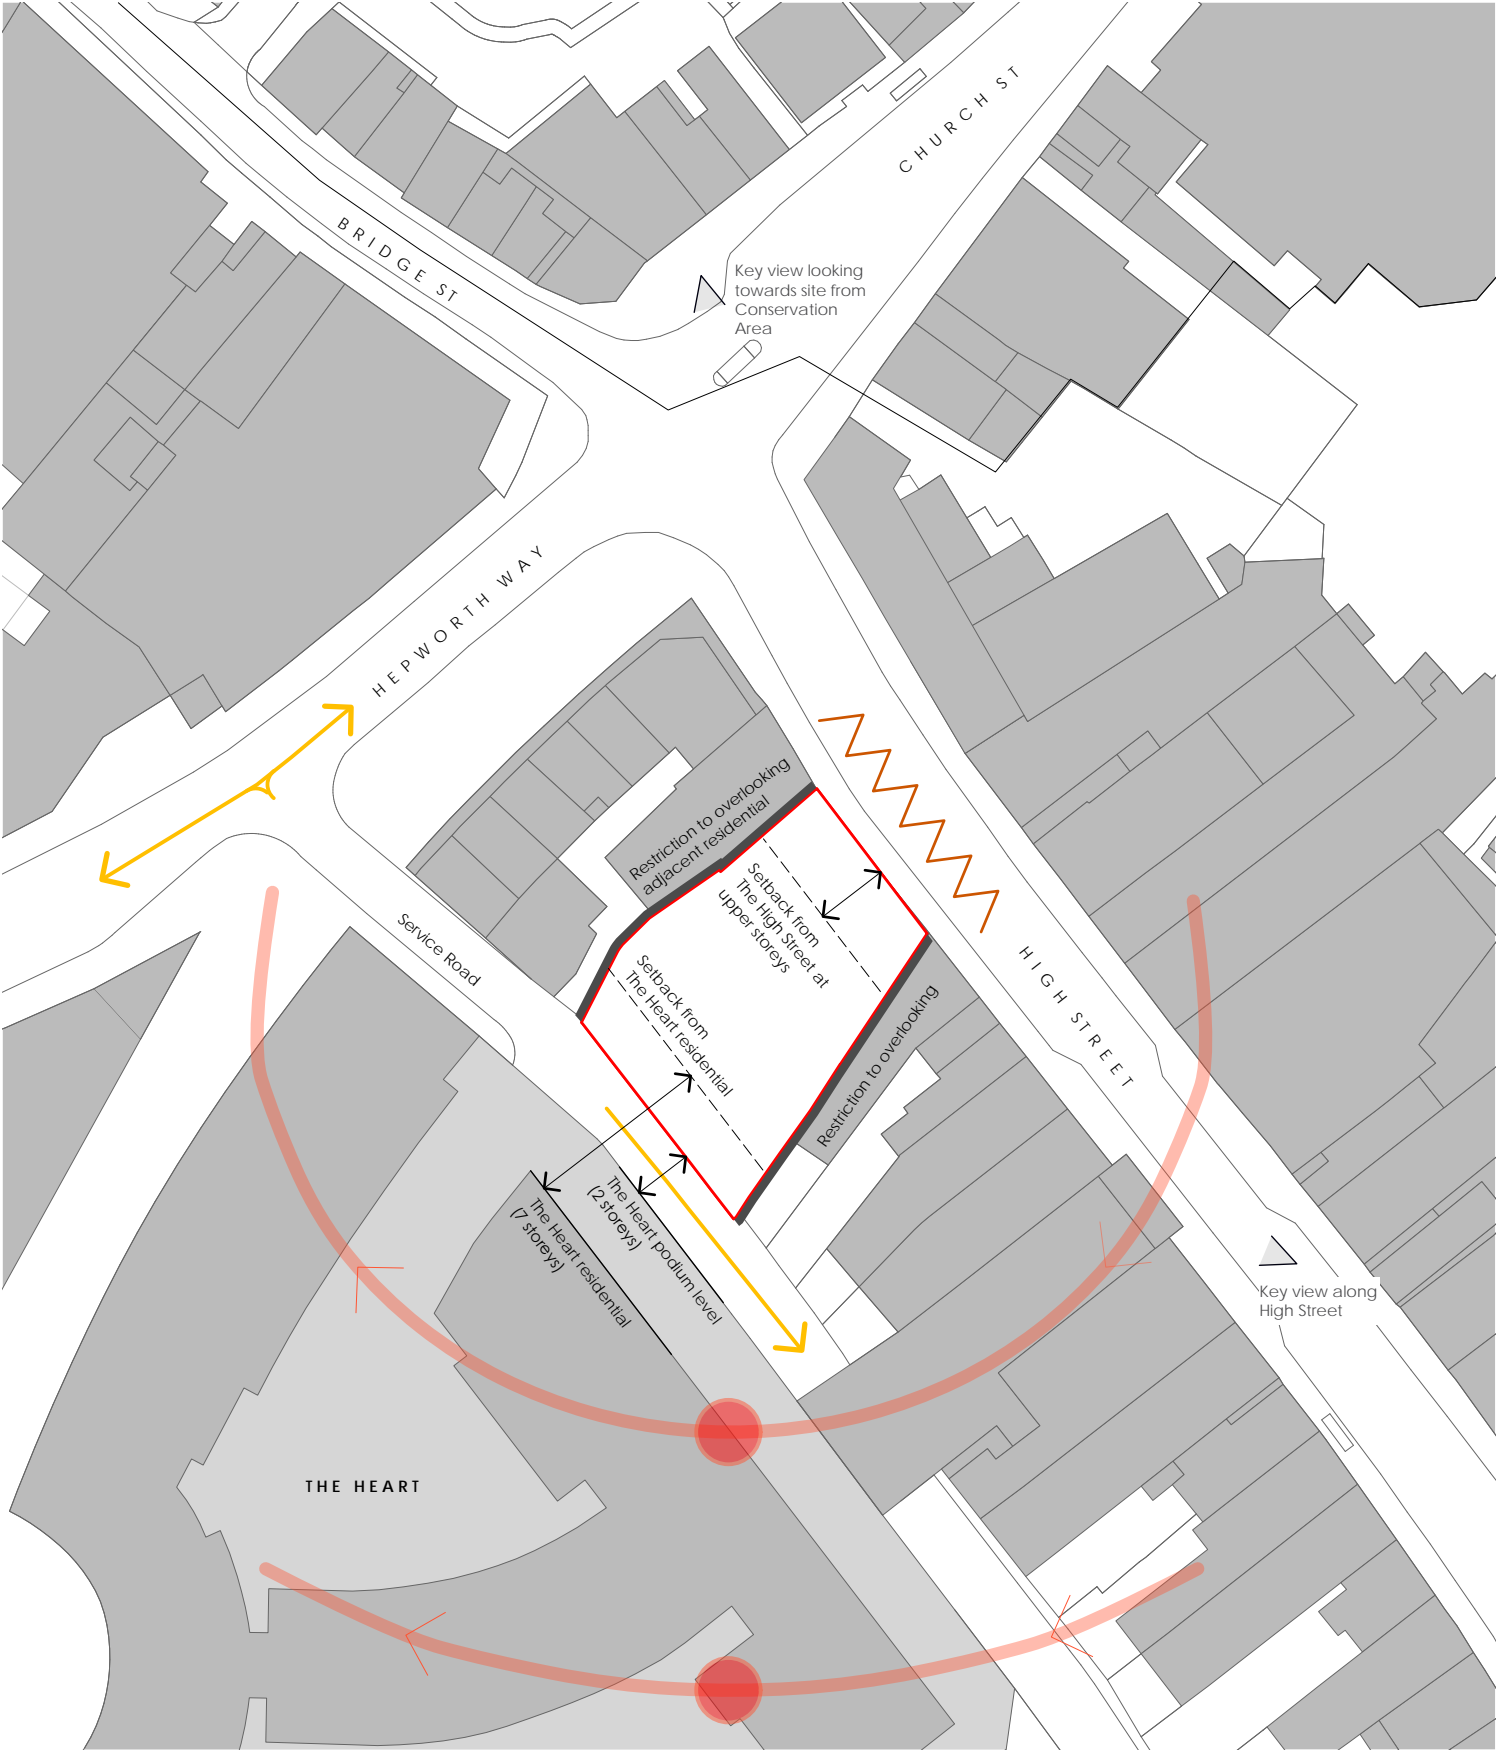 CHURCH ST
BRIDGE ST
Key view looking
towards site from
Conservation
Area
HEPWORTH WAY
Restriction to overlooking
adjacent residential
Setback from
The High Street at
upper storeys
Service Road
Setback from
The Heart residential
HIGH STREET
Restriction to overlooking
The Heart podium level
(2 storeys)
The Heart residential
(7 storeys)
Key view along
High Street
THE HEART